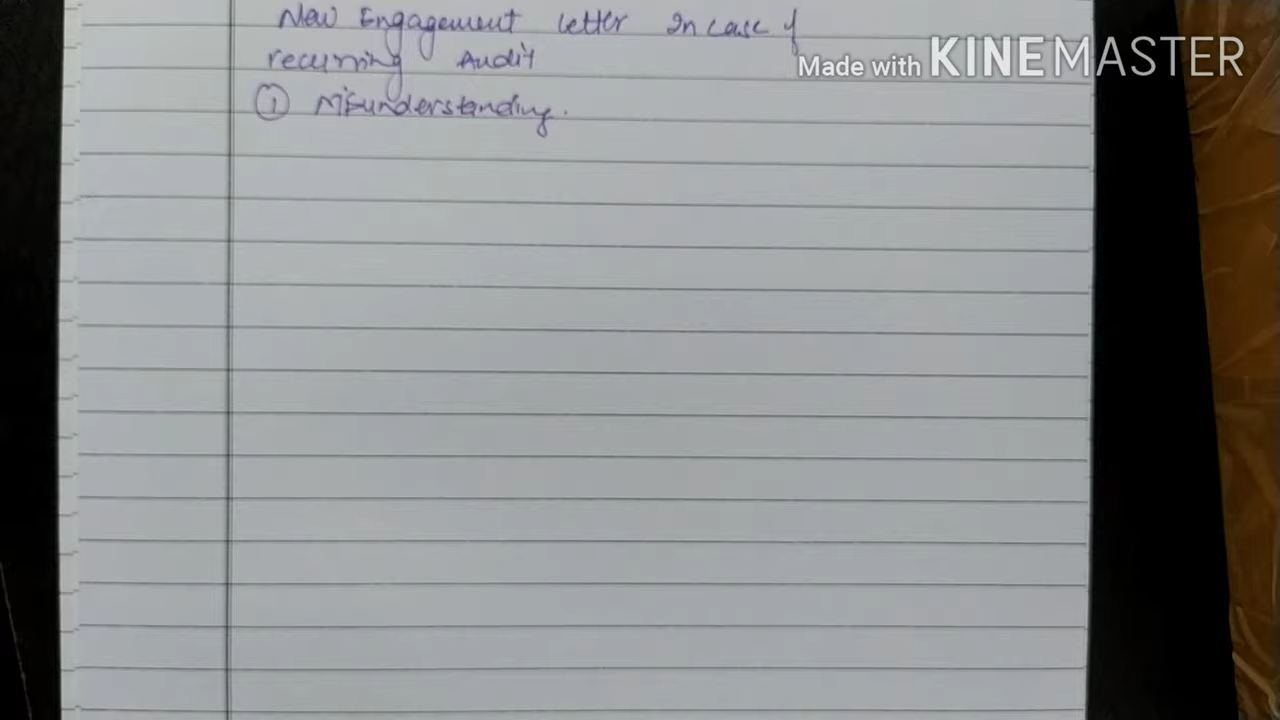 New Engagement letter In case of
recurring Audit
① Misunderstanding.
Made with KINEMASTER